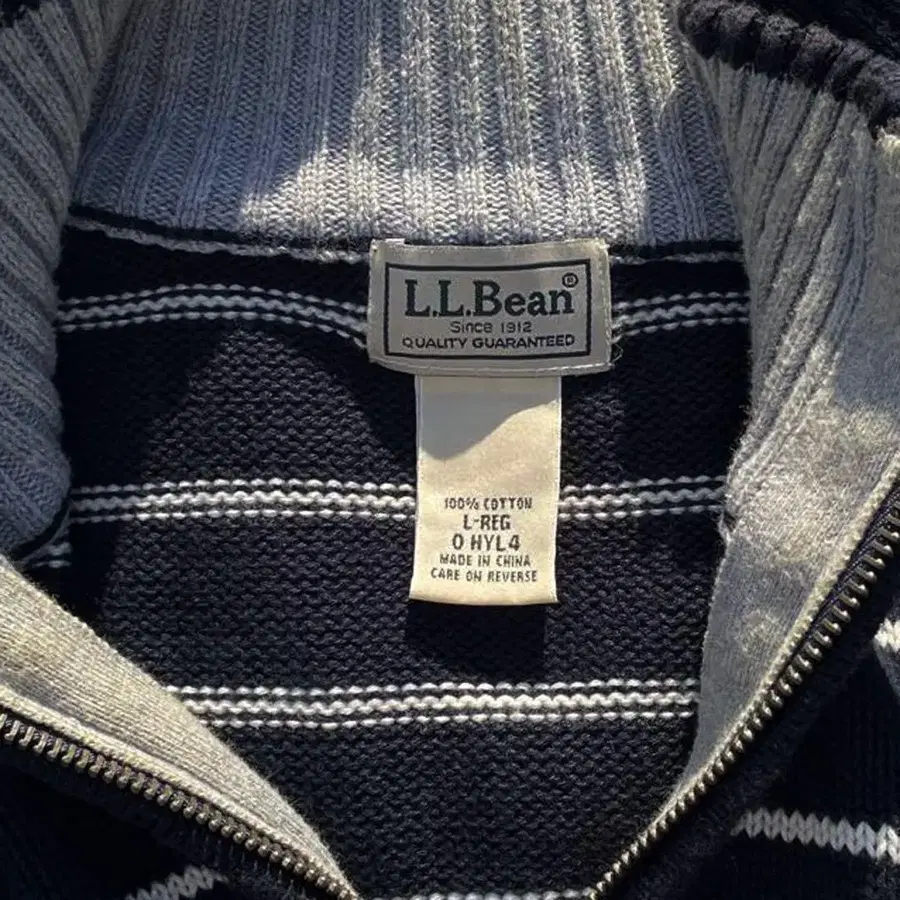 L.L.Bean®
Since 1912
QUALITY GUARANTEED
100% COTTON
L-REG
0 HYL4
MADE IN CHINA
CARE ON REVERSE